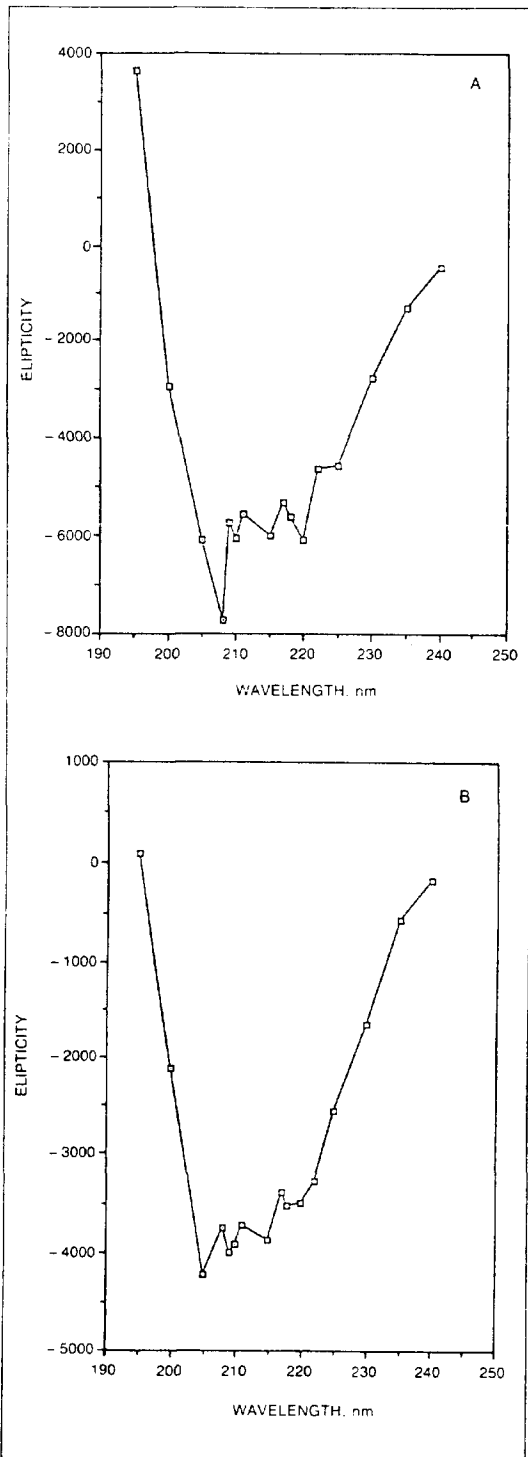 A
4000
2000
0
- 2000
- 4000
- 6000
- 8000
ELIPTICITY
190 200 210 220 230 240 250
WAVELENGTH, nm
B
1000
0
- 1000
- 2000
- 3000
- 4000
- 5000
ELIPTICITY
190 200 210 220 230 240 250
WAVELENGTH, nm